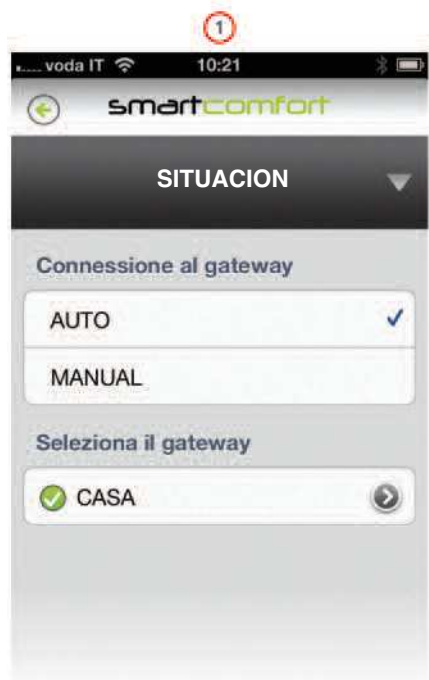 1
voda IT 10:21
smartcomfort
SITUACION
Connessione al gateway
AUTO
MANUAL
Seleziona il gateway
CASA